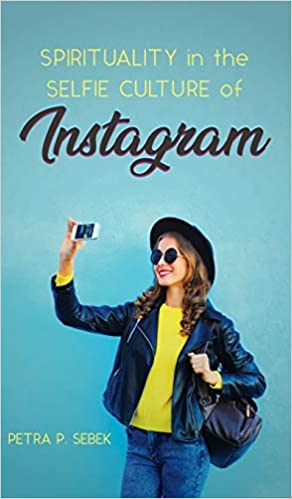 SPIRITUALITY in the
SELFIE CULTURE of
Instagram
PETRA P. SEBEK